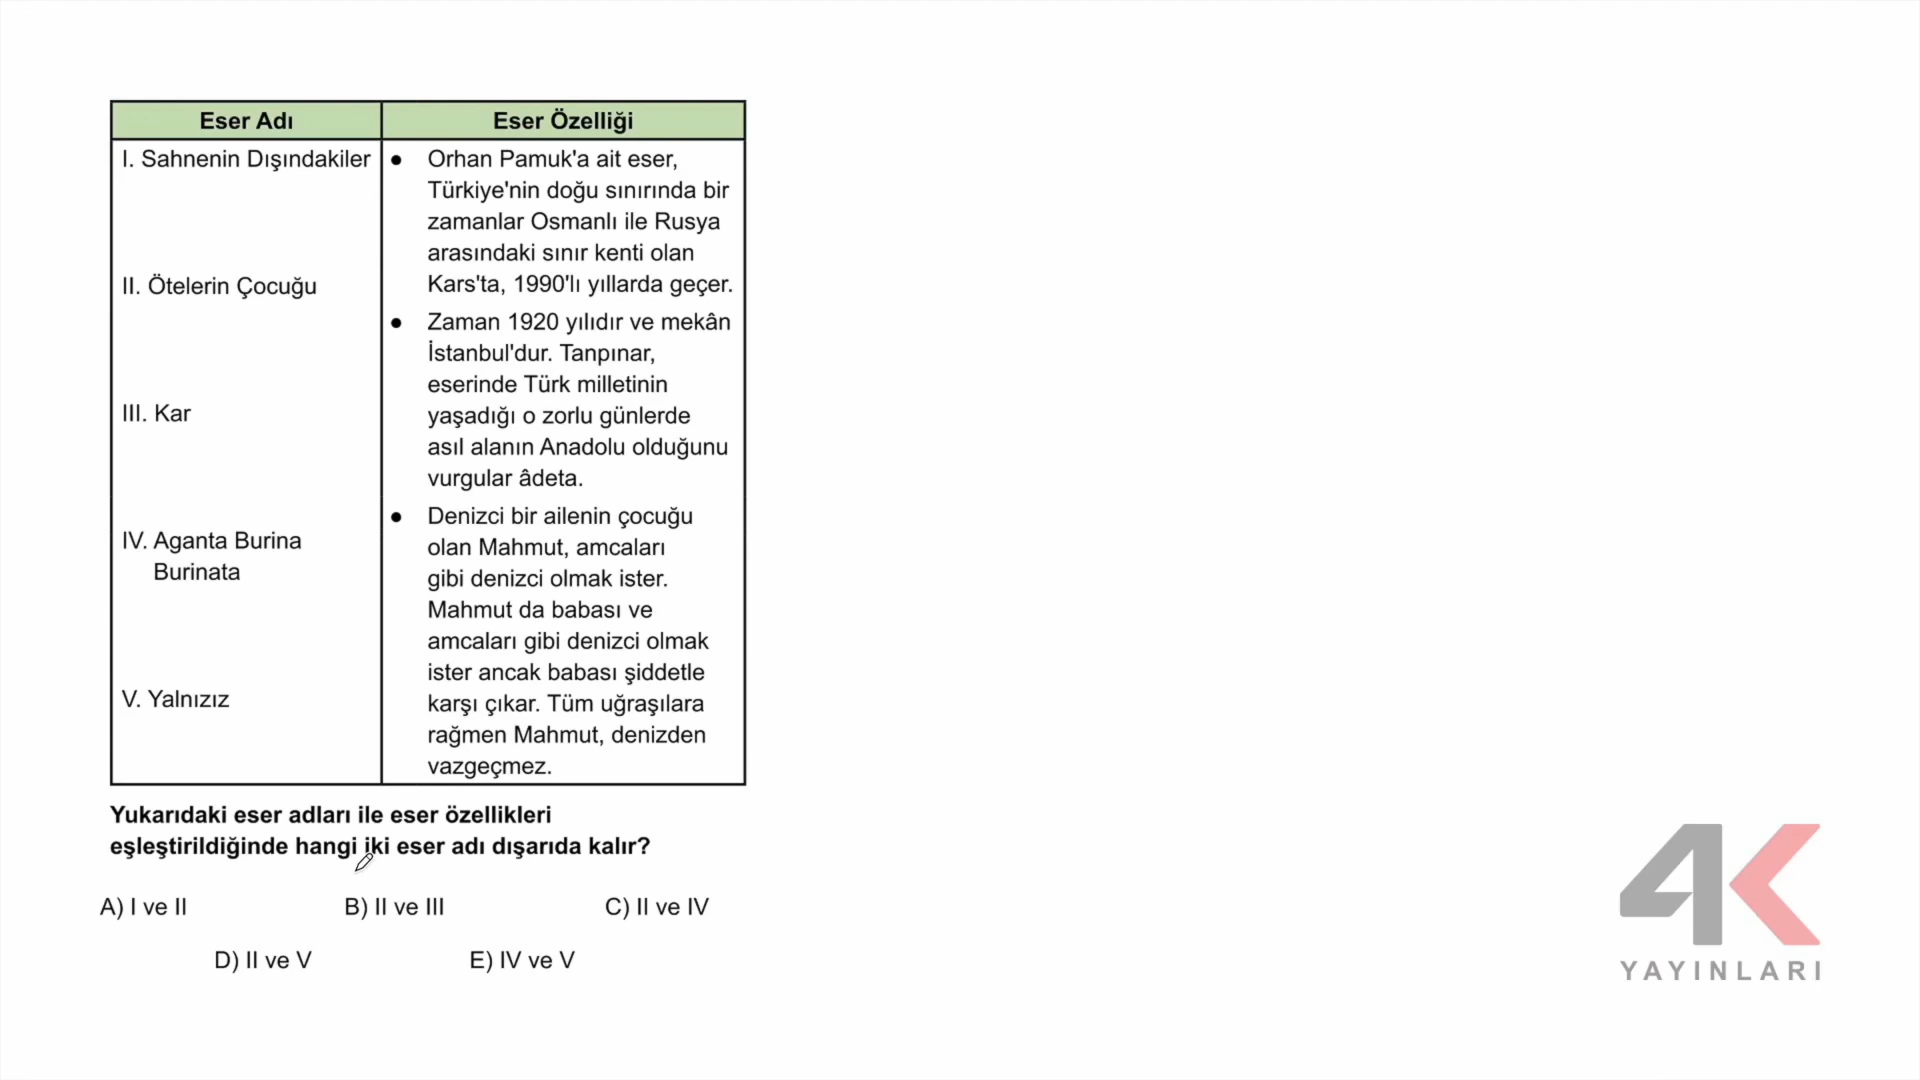 Eser Adı
Eser Özelliği
I. Sahnenin Dışındakiler
II. Ötelerin Çocuğu
III. Kar
IV. Aganta Burina
Burinata
V. Yalnızız
● Orhan Pamuk'a ait eser,
Türkiye'nin doğu sınırında bir
zamanlar Osmanlı ile Rusya
arasındaki sınır kenti olan
Kars'ta, 1990'lı yıllarda geçer.
● Zaman 1920 yılıdır ve mekân
İstanbul'dur. Tanpınar,
eserinde Türk milletinin
yaşadığı o zorlu günlerde
asıl alanın Anadolu olduğunu
vurgular âdeta.
● Denizci bir ailenin çocuğu
olan Mahmut, amcaları
gibi denizci olmak ister.
Mahmut da babası ve
amcaları gibi denizci olmak
ister ancak babası şiddetle
karşı çıkar. Tüm uğraşılara
rağmen Mahmut, denizden
vazgeçmez.
Yukarıdaki eser adları ile eser özellikleri
eşleştirildiğinde hangi iki eser adı dışarıda kalır?
A) I ve II
B) II ve III
C) II ve IV
D) II ve V
E) IV ve V
4K
YAYINLARI